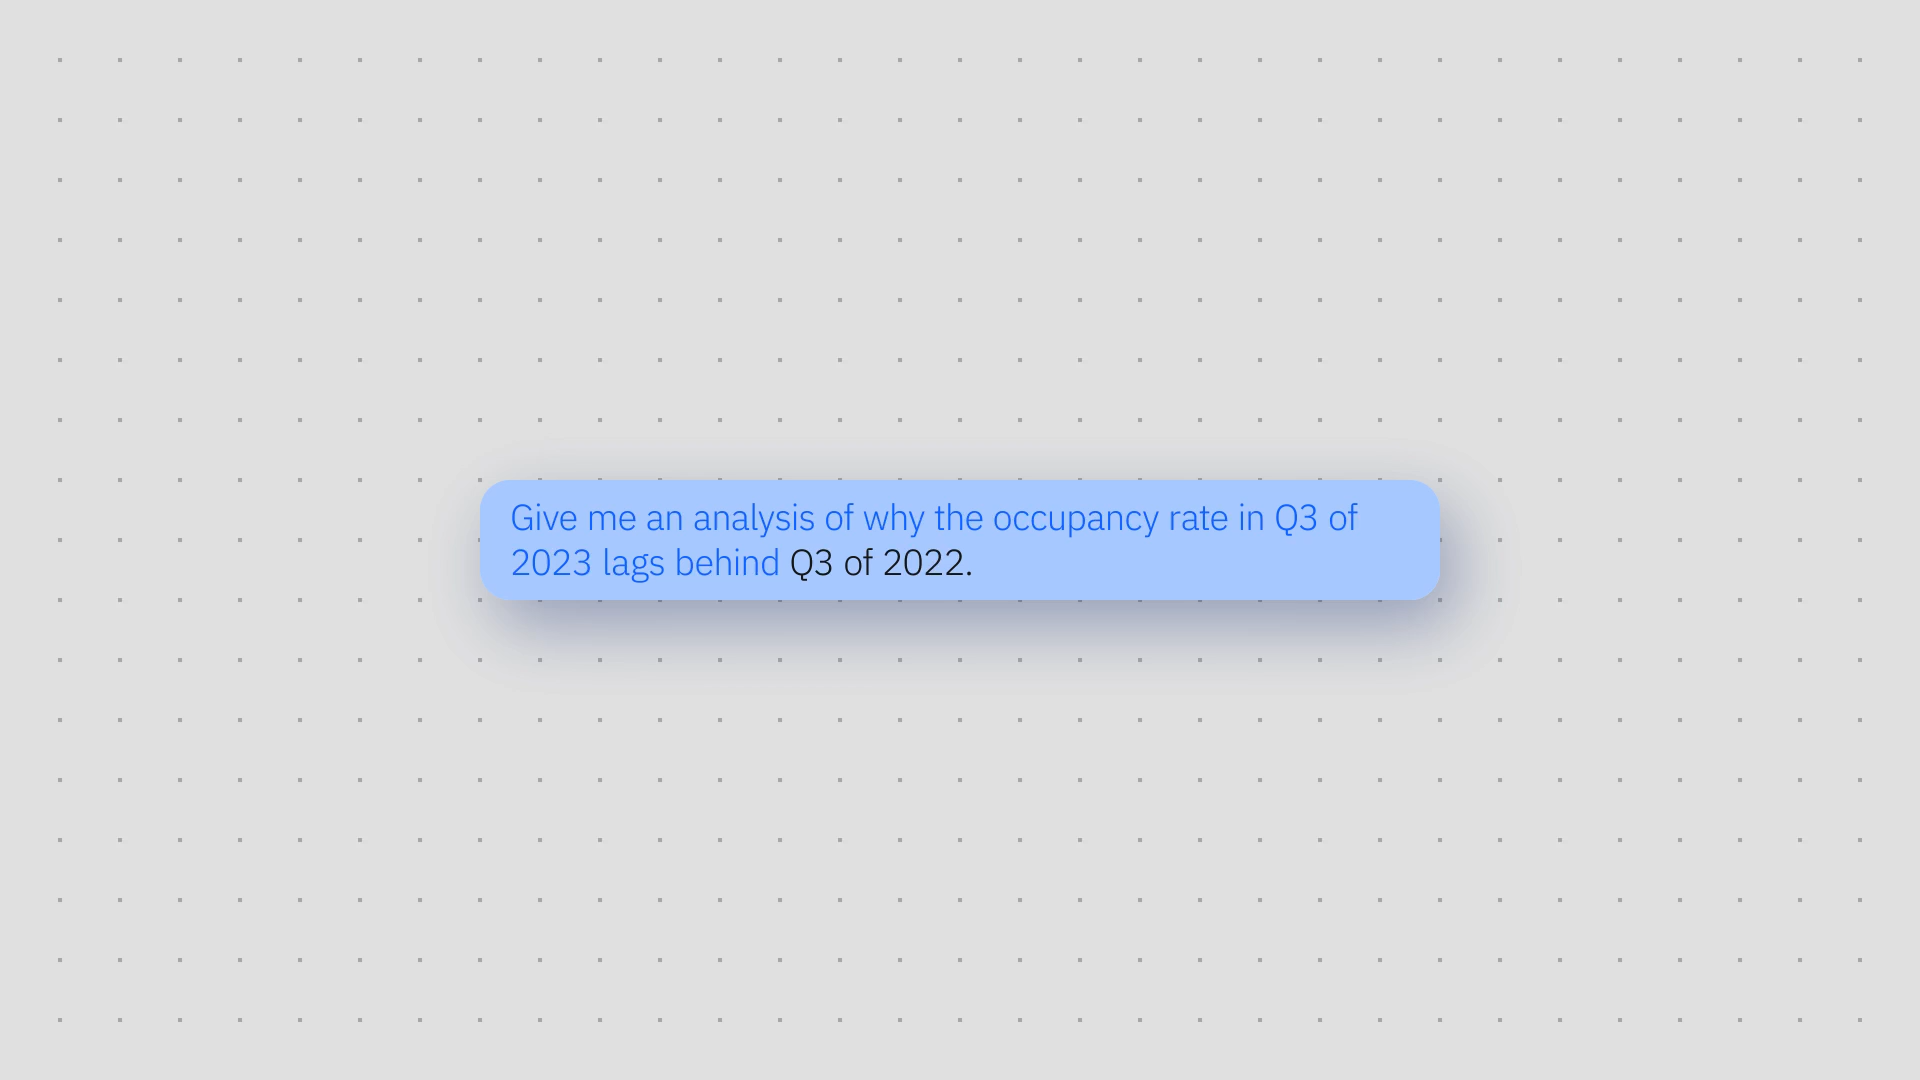 Give me an analysis of why the occupancy rate in Q3 of
2023 lags behind Q3 of 2022.